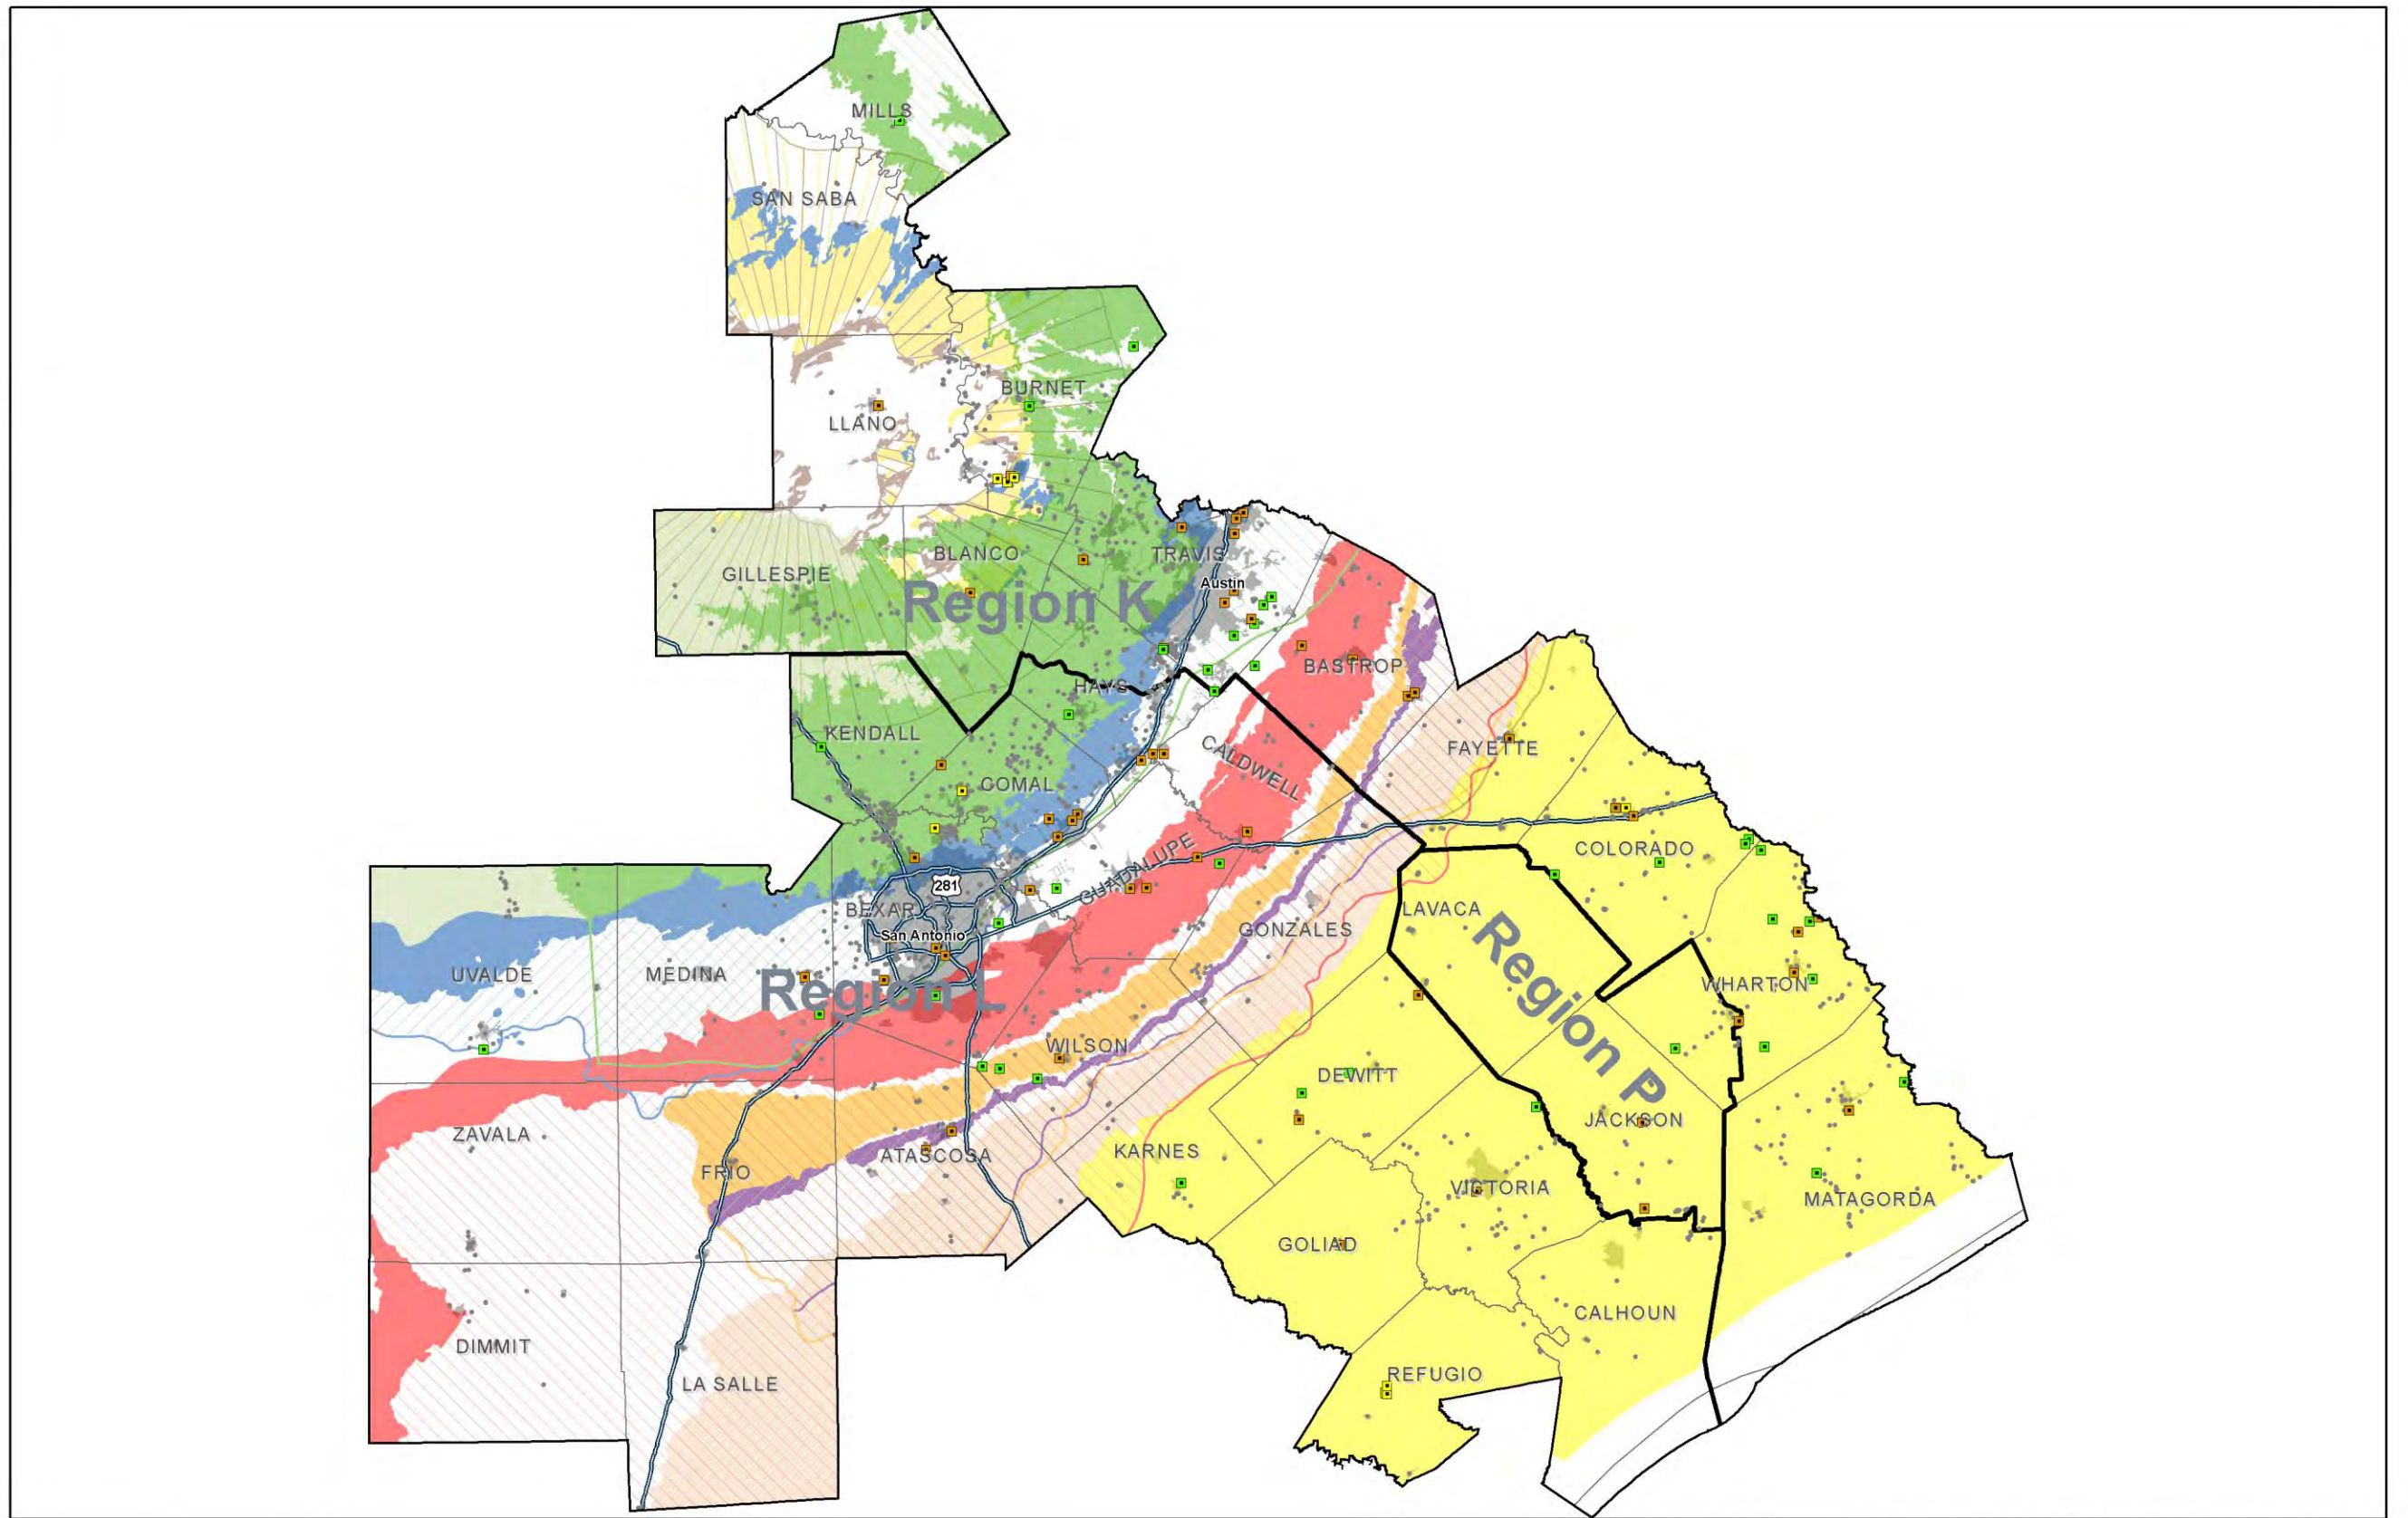 MILLS
SAN SABA
BURNET
LLANO
BLANCO
TRAVIS
GILLESPIE
Austin
Region K
BASTROP
HAYS
KENDALL
CALDWELL
FAYETTE
COMAL
COLORADO
GUADALUPE
281
BEXAR
LAVACA
San Antonio
GONZALES
UVALDE
MEDINA
Region L
Region P
WHARTON
WILSON
DEWITT
JACKSON
ZAVALA
KARNES
ATASCOSA
FRIO
VICTORIA
MATAGORDA
GOLIAD
CALHOUN
DIMMIT
REFUGIO
LA SALLE